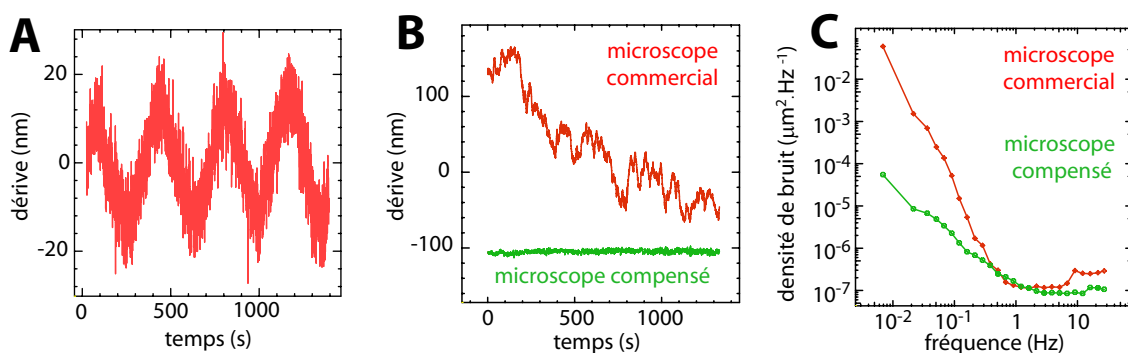 A
dérive (nm)
20
0
-20
0
500
1000
temps (s)
B
microscope
commercial
dérive (nm)
100
0
-100
microscope compensé
0
500
1000
temps (s)
C
microscope
commercial
microscope
compensé
densité de bruit (μm².Hz⁻¹)
10⁻²
10⁻³
10⁻⁴
10⁻⁵
10⁻⁶
10⁻⁷
10⁻²
10⁻¹
1
10
fréquence (Hz)